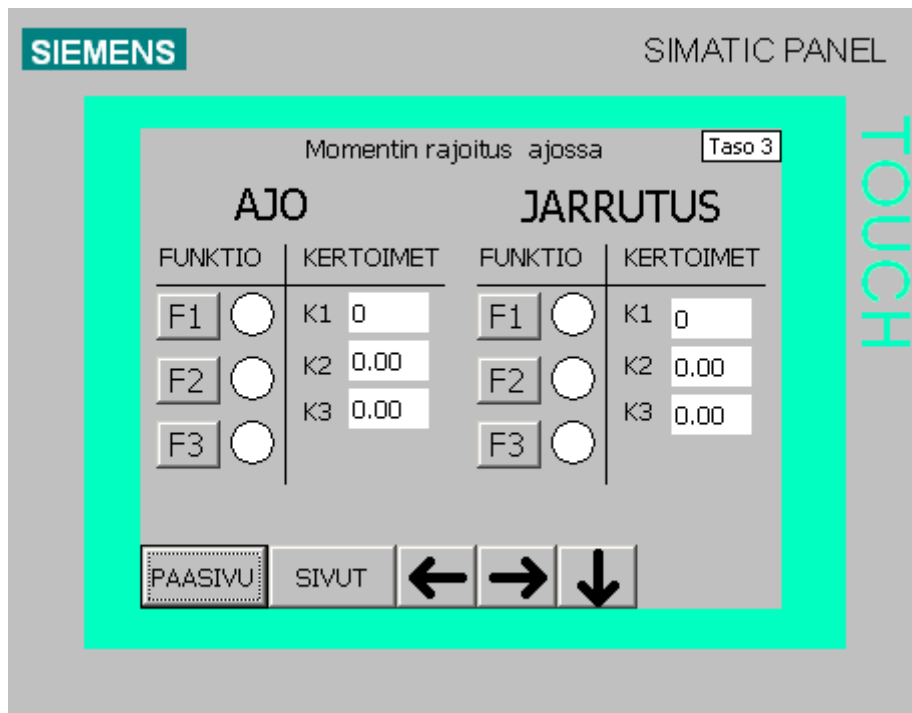 SIEMENS
SIMATIC PANEL
TOUCH
Momentin rajoitus ajossa
Taso 3
AJO
JARRUTUS
FUNKTIO KERTOIMET FUNKTIO KERTOIMET
F1 K1 0 F1 K1 0
F2 K2 0.00 F2 K2 0.00
F3 K3 0.00 F3 K3 0.00
PAASIVU SIVUT